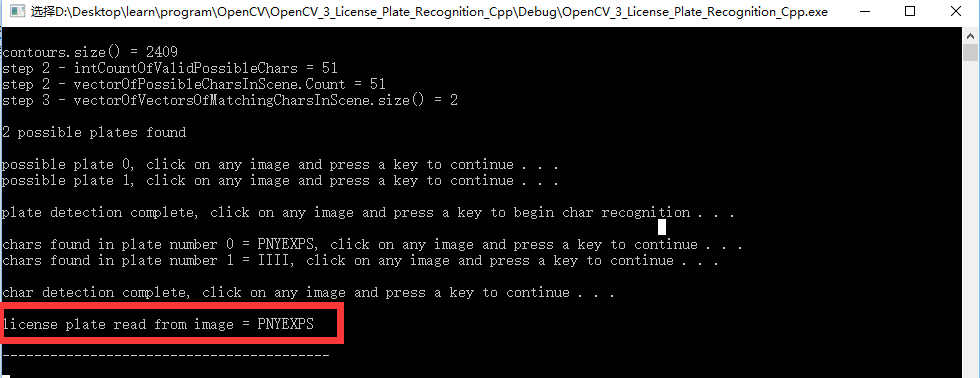 选择D:\Desktop\learn\program\OpenCV\OpenCV_3_License_Plate_Recognition_Cpp\Debug\OpenCV_3_License_Plate_Recognition_Cpp.exe
contours.size() = 2409
step 2 - intCountOfValidPossibleChars = 51
step 2 - vectorOfPossibleCharsInScene.Count = 51
step 3 - vectorOfVectorsOfMatchingCharsInScene.size() = 2
2 possible plates found
possible plate 0, click on any image and press a key to continue . . .
possible plate 1, click on any image and press a key to continue . . .
plate detection complete, click on any image and press a key to begin char recognition . . .
chars found in plate number 0 = PNYEXPS, click on any image and press a key to continue . . .
chars found in plate number 1 = IIII, click on any image and press a key to continue . . .
char detection complete, click on any image and press a key to continue . . .
license plate read from image = PNYEXPS
-----------------------------------------